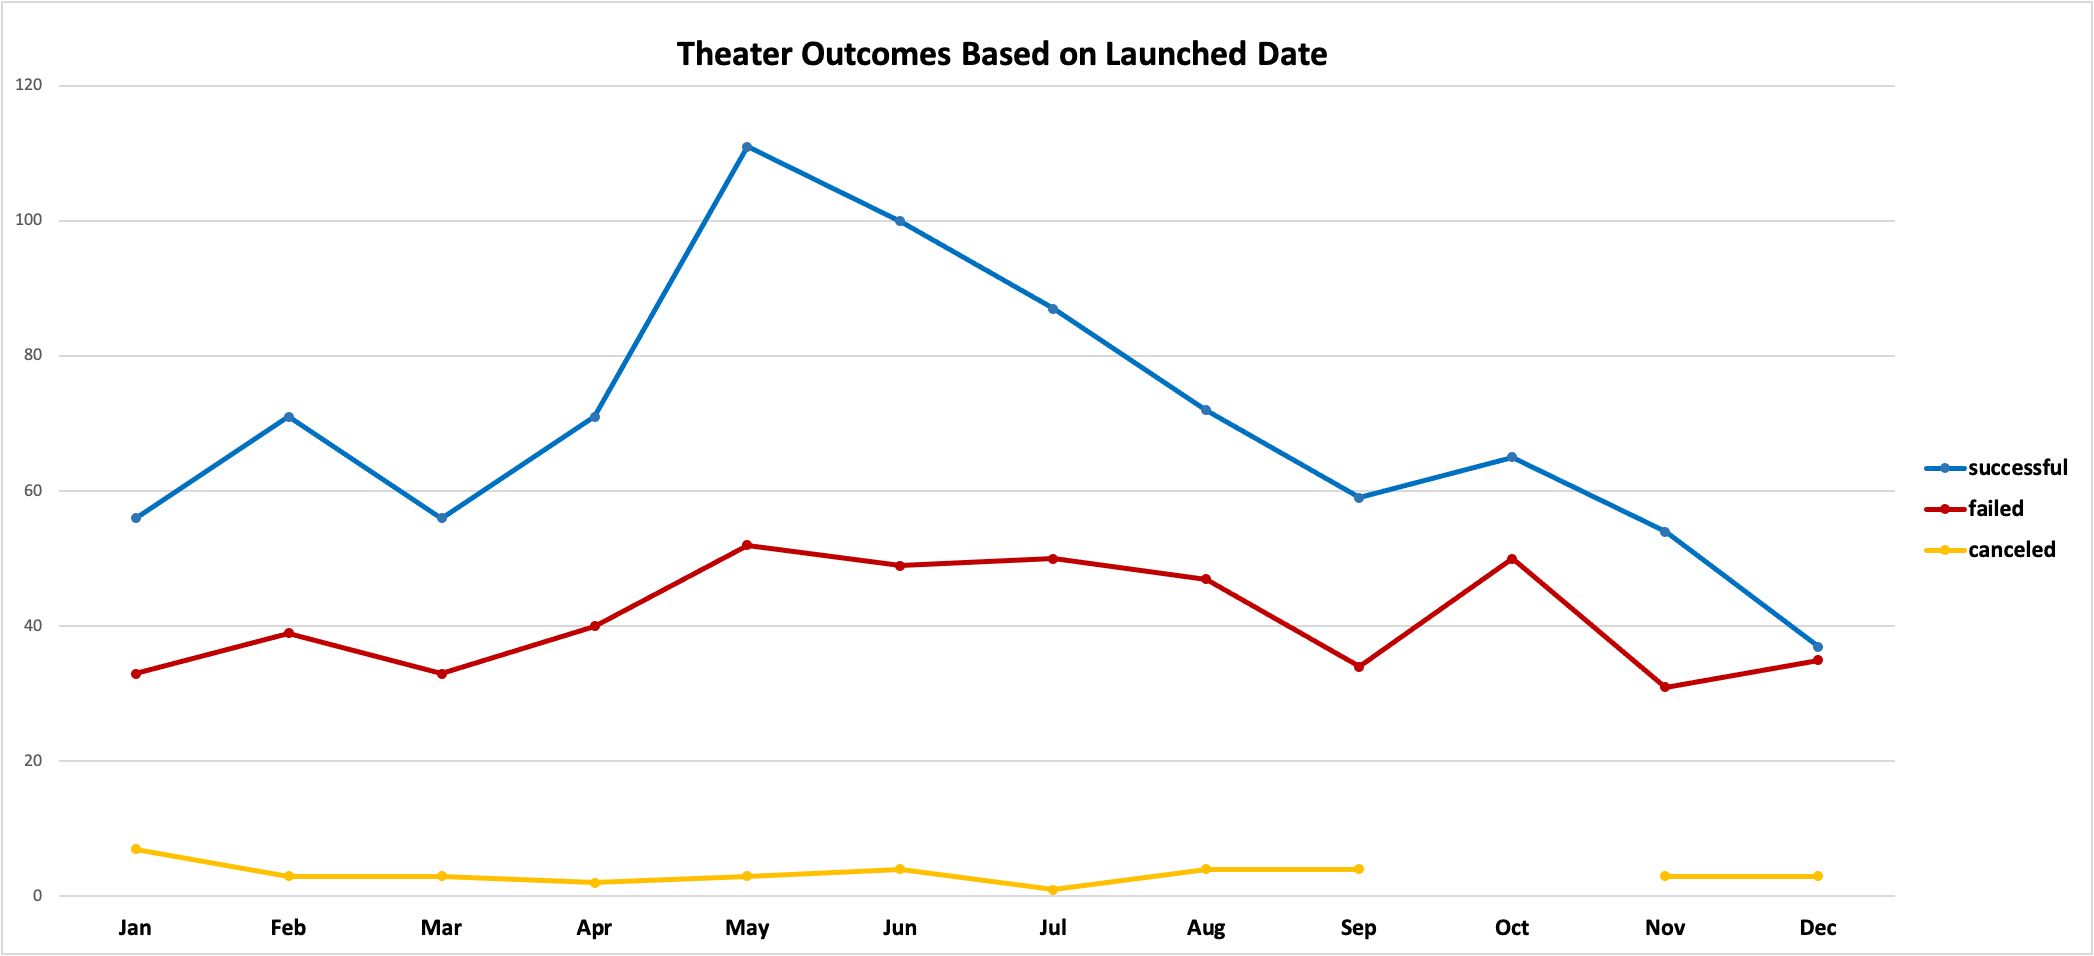 Theater Outcomes Based on Launched Date
120
100
80
60
40
20
0
Jan Feb Mar Apr May Jun Jul Aug Sep Oct Nov Dec
successful
failed
canceled